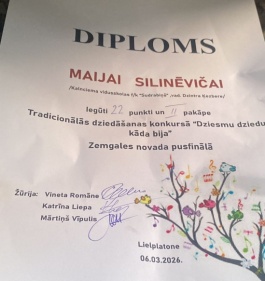 DIPLOMS
MAIJAI SILINĒVIČAI
Iegūti 22 punkti un II pakāpe
Tradicionālās dziedāšanas konkursā "Dziesmu dziedu
kāda bija"
Zemgales novada pusfinālā
Žūrija: Vineta Romāne
Katrīna Liepa
Mārtiņš Vīpulis
Lielplatone
06.03.2026.